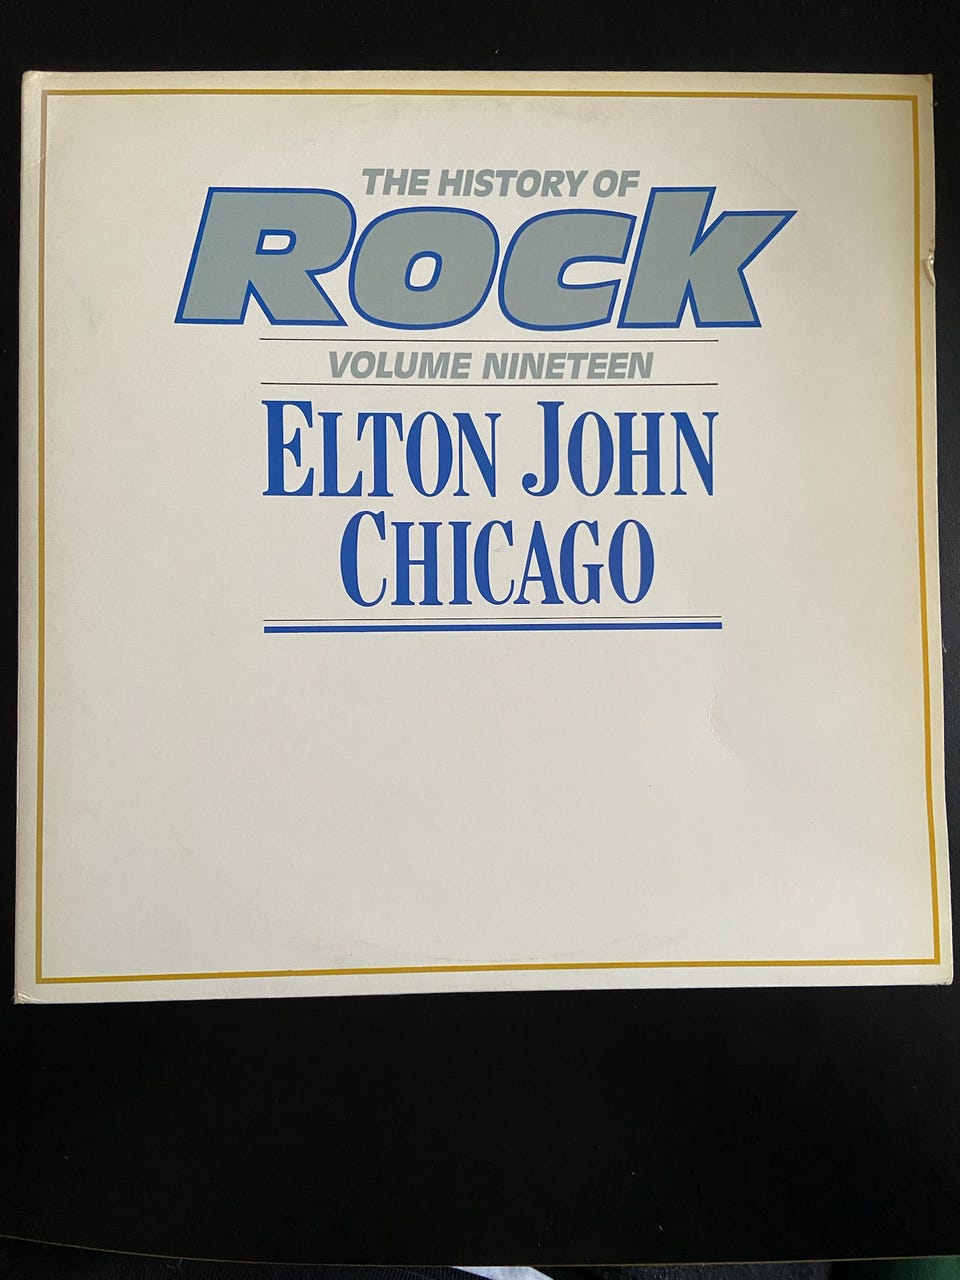 THE HISTORY OF
ROCK
VOLUME NINETEEN
ELTON JOHN
CHICAGO